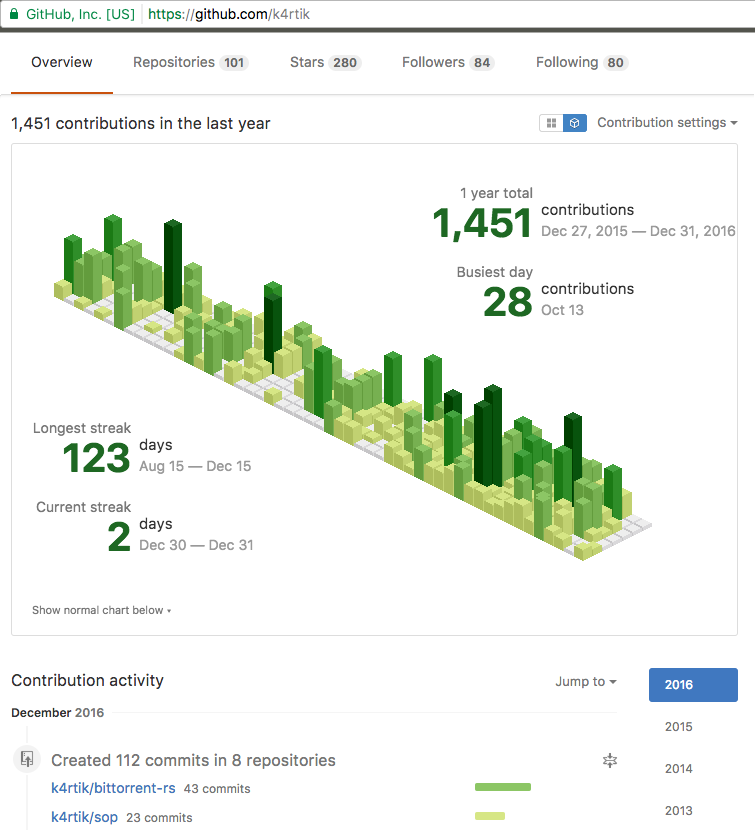 GitHub, Inc. [US] https://github.com/k4rtik
Overview Repositories 101 Stars 280 Followers 84 Following 80
1,451 contributions in the last year
Contribution settings
1 year total
1,451 contributions
Dec 27, 2015 — Dec 31, 2016
Busiest day
28 contributions
Oct 13
Longest streak
123 days
Aug 15 — Dec 15
Current streak
2 days
Dec 30 — Dec 31
Show normal chart below
Contribution activity
Jump to
2016
2015
2014
2013
December 2016
Created 112 commits in 8 repositories
k4rtik/bittorrent-rs 43 commits
k4rtik/sop 23 commits